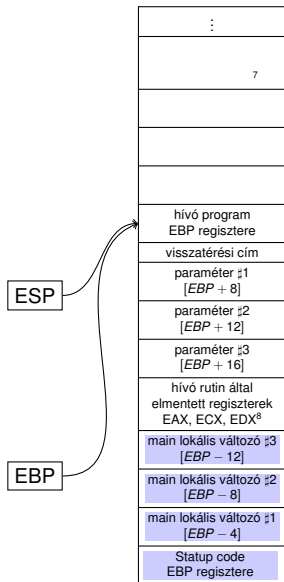 ⋮
7
hívó program
EBP regisztere
visszatérési cím
paraméter ♯1
[EBP + 8]
ESP
paraméter ♯2
[EBP + 12]
paraméter ♯3
[EBP + 16]
hívó rutin által
elmentett regiszterek
EAX, ECX, EDX⁸
main lokális változó ♯3
[EBP − 12]
EBP
main lokális változó ♯2
[EBP − 8]
main lokális változó ♯1
[EBP − 4]
Statup code
EBP regisztere